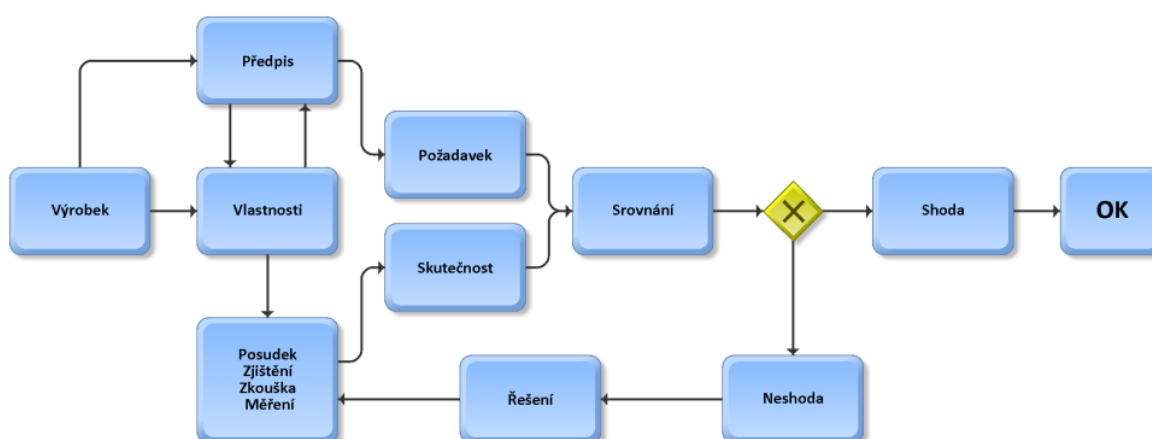 Předpis
Požadavek
Výrobek
Vlastnosti
Srovnání
Shoda
OK
Skutečnost
Posudek
Zjištění
Zkouška
Měření
Řešení
Neshoda